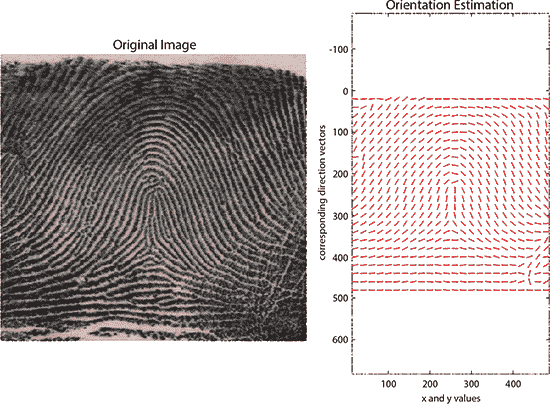 Original Image
Orientation Estimation
corresponding direction vectors
-100
0
100
200
300
400
500
600
100 200 300 400
x and y values